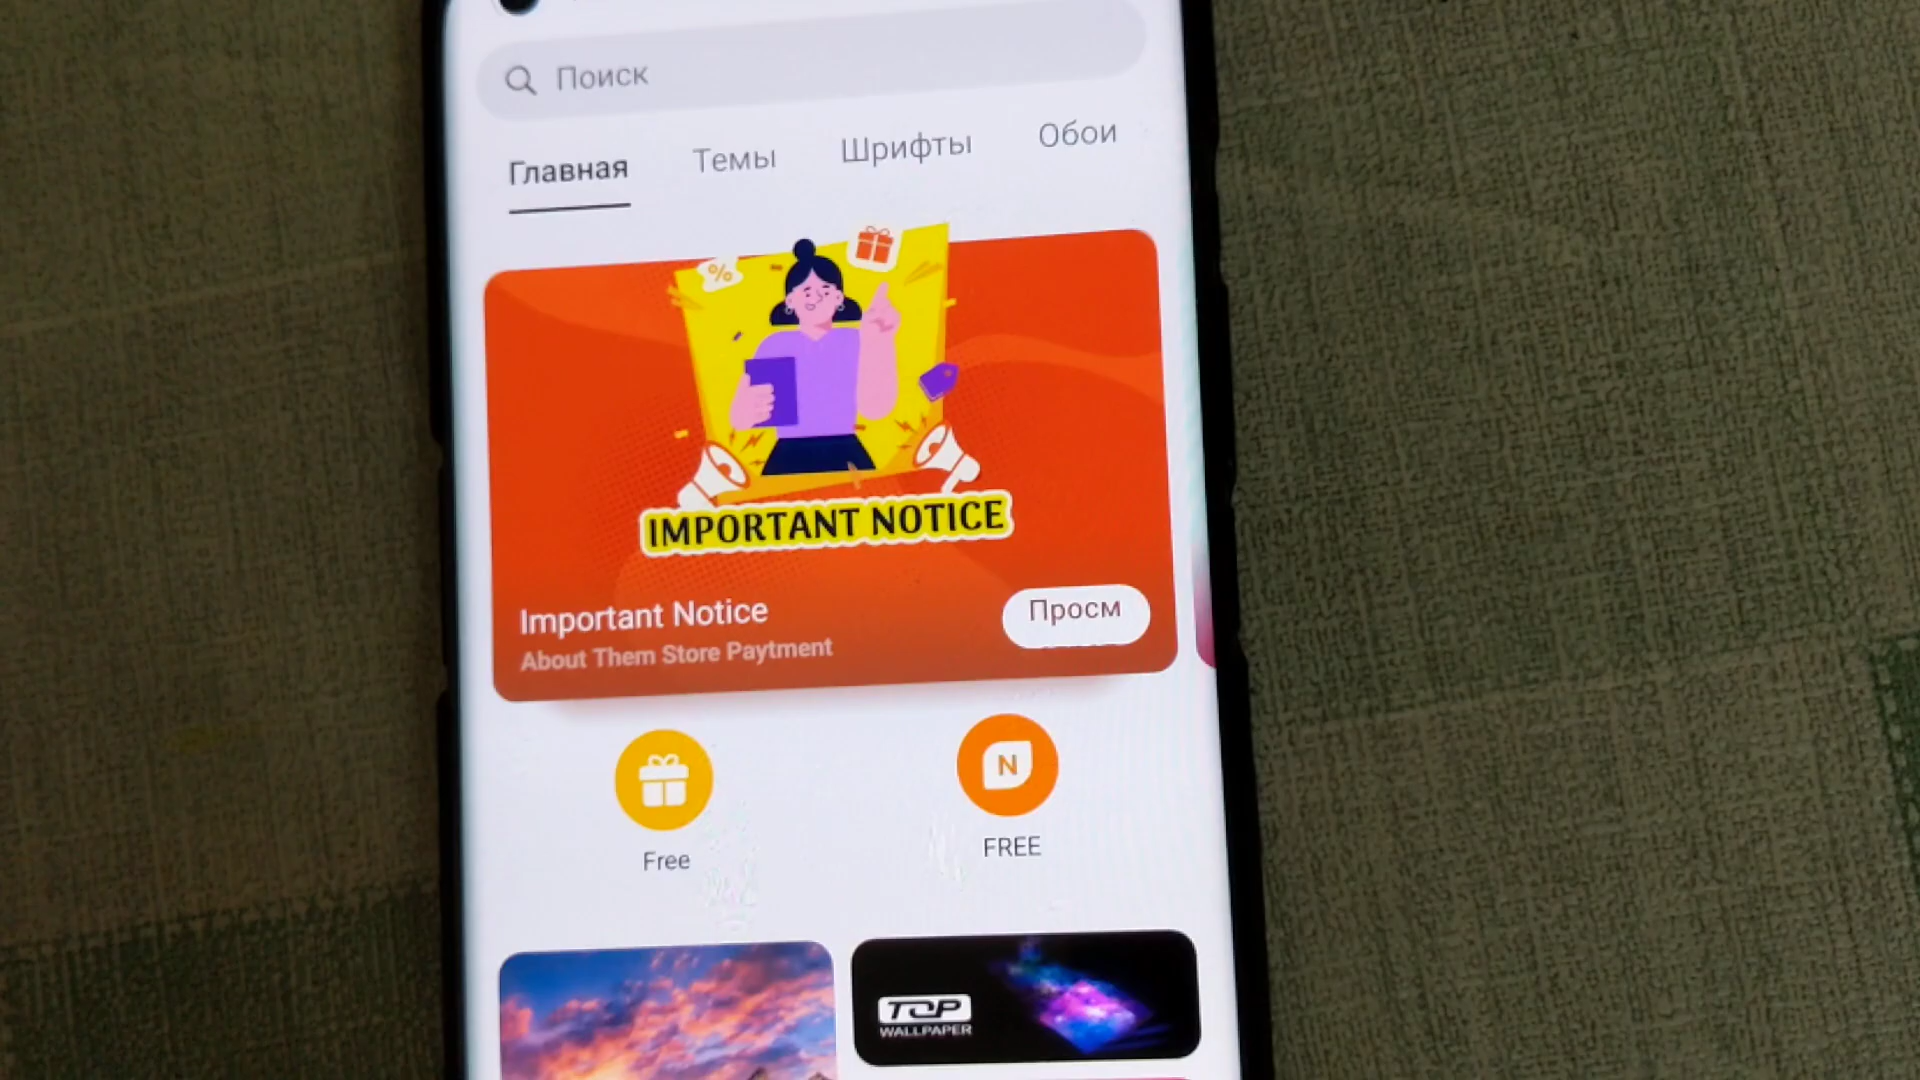 Поиск
Главная Темы Шрифты Обои
%
IMPORTANT NOTICE
Important Notice
Просм
About Them Store Paytment
N
Free FREE
TOP
WALLPAPER